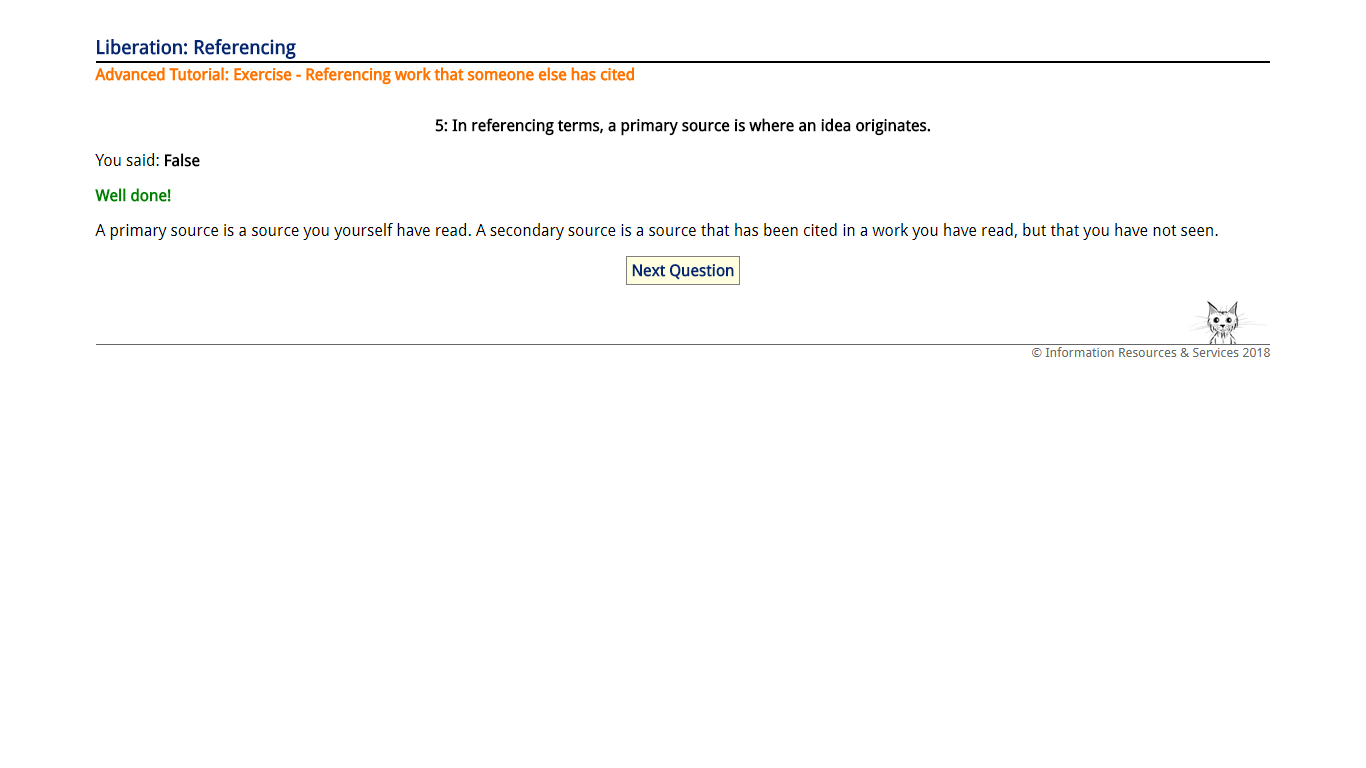 Liberation: Referencing
Advanced Tutorial: Exercise - Referencing work that someone else has cited
5: In referencing terms, a primary source is where an idea originates.
You said: False
Well done!
A primary source is a source you yourself have read. A secondary source is a source that has been cited in a work you have read, but that you have not seen.
Next Question
© Information Resources & Services 2018